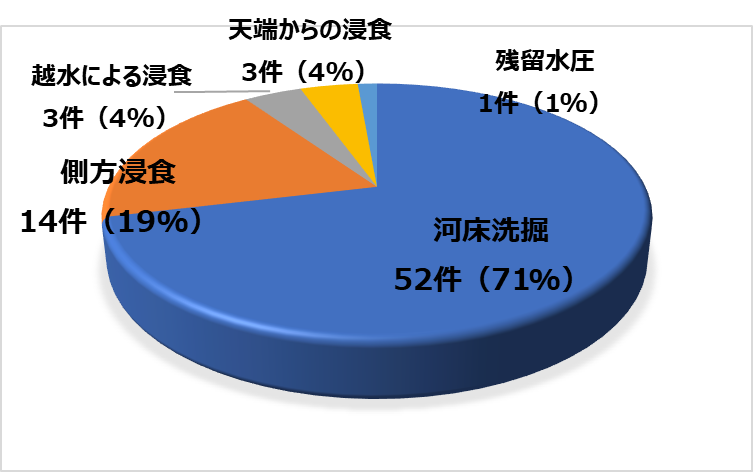 天端からの浸食
3件（4%）
越水による浸食
3件（4%）
残留水圧
1件（1%）
側方浸食
14件（19%）
河床洗掘
52件（71%）